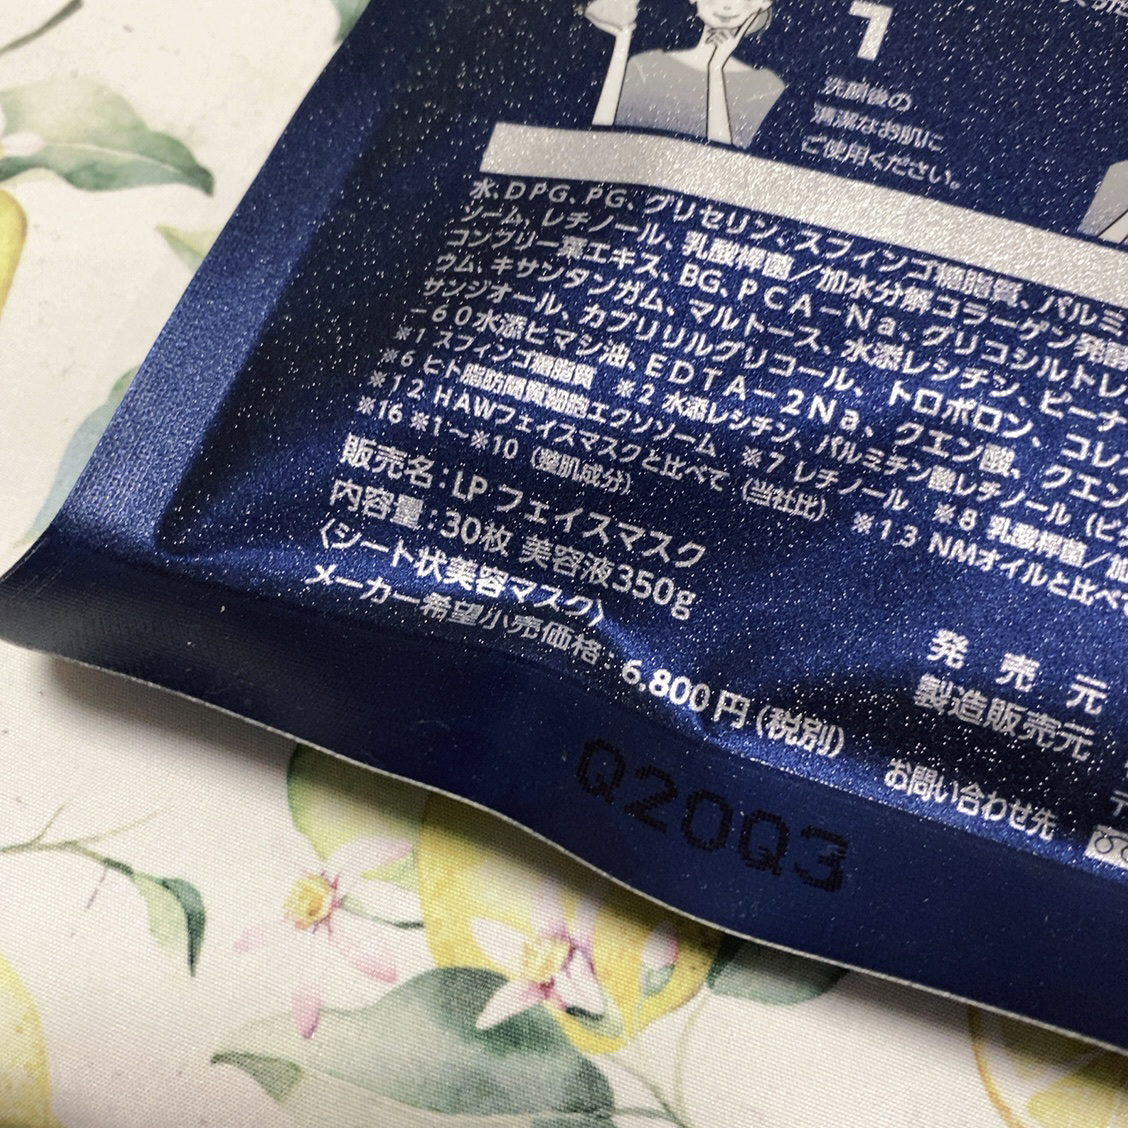 1
洗顔後の
清潔なお肌に
ご使用ください。
水、DPG、PG、グリセリン、スフィンゴ糖脂質、パルミ
ソーム、レチノール、乳酸桿菌／加水分解コラーゲン発酵
コンブリー葉エキス、BG、PCA－Na、グリコシルトレ
ウム、キサンタンガム、マルトース、水添レシチン、ピーナ
サンジオール、カプリリルグリコール、トロポロン、コレ
－60水添ヒマシ油、EDTA－2Na、クエン酸、クエン
※1 スフィンゴ糖脂質 ※2 水添レシチン、パルミチン酸レチノール（ビ
※6 ヒト脂肪間質細胞エクソソーム ※7 レチノール ※8 乳酸桿菌／加
※12 HAWフェイスマスクと比べて（当社比） ※13 NMオイルと比べ
※16 ※1～※10（整肌成分）
販売名：LP フェイスマスク
内容量：30枚 美容液350g
〈シート状美容マスク〉
メーカー希望小売価格：6,800円（税別）
発売元
製造販売元
お問い合わせ先
Q20Q3